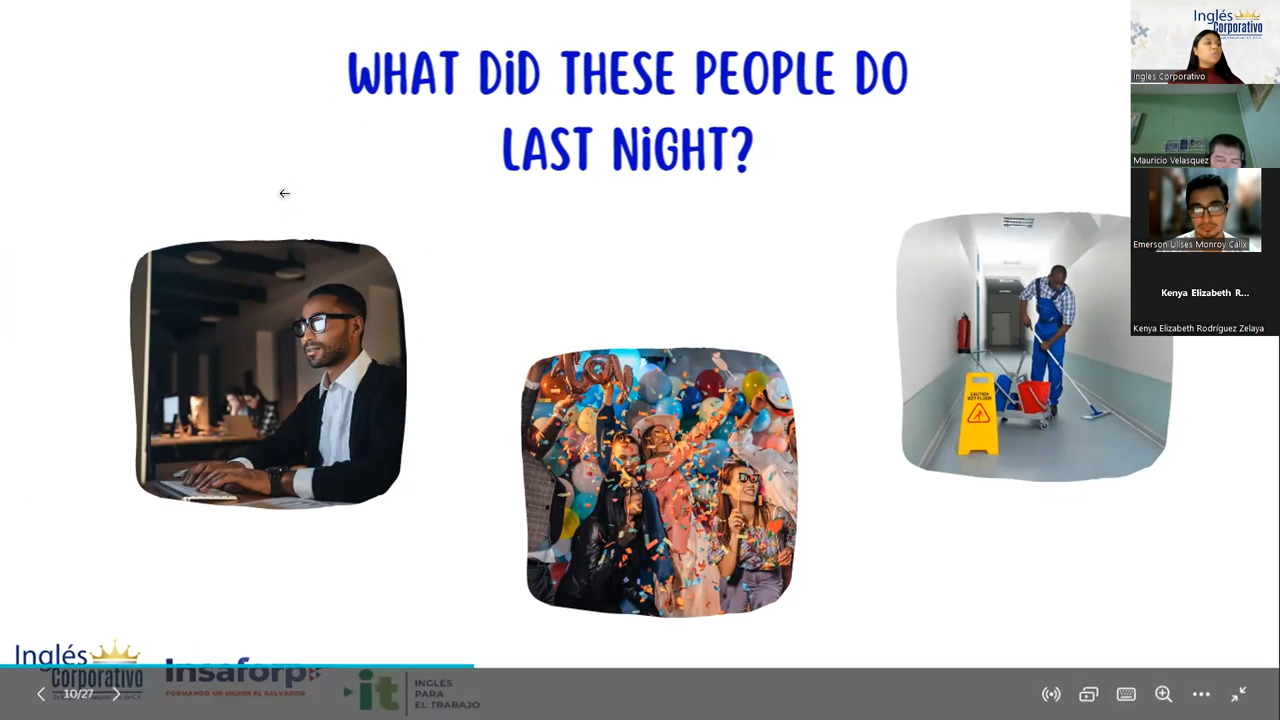 WHAT DiD THESE PEOPLE DO
LAST NiGHT?
Inglés
Corporativo
Ingles Corporativo
Mauricio Velasquez
Emerson Ulises Monroy Cálix
Kenya Elizabeth R...
Kenya Elizabeth Rodríguez Zelaya
CAUTION
WET FLOOR
Inglés
Corporativo
Insaforp
FORMANDO UN MEJOR EL SALVADOR
it
INGLES
PARA
EL TRABAJO
10/27